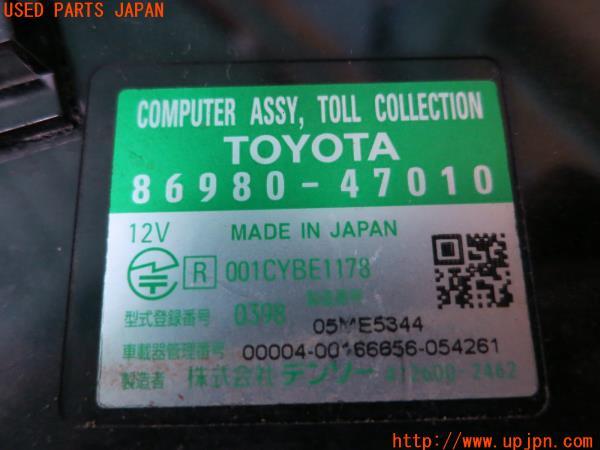 USED PARTS JAPAN
COMPUTER ASSY, TOLL COLLECTION
TOYOTA
86980-47010
12V MADE IN JAPAN
R 001CYBE1178
製造番号
型式登録番号 0398 05ME5344
車載器管理番号 00004-00166656-054261
製造者 株式会社 デンソー 412600-2462
http://www.upjpn.com